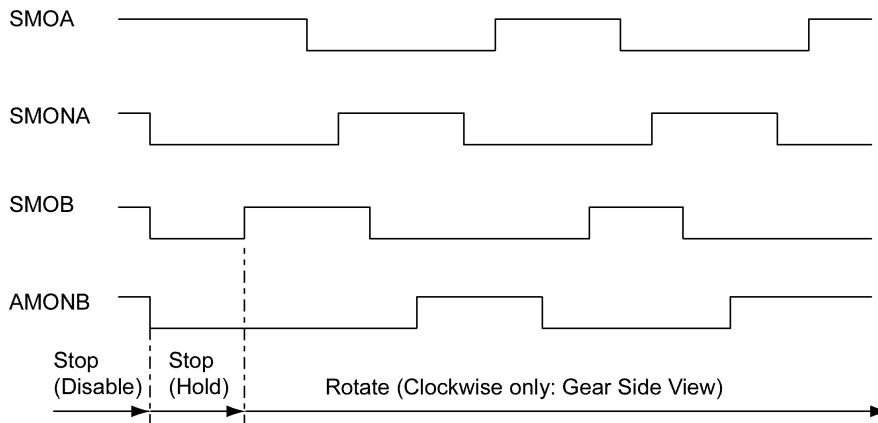 SMOA
SMONA
SMOB
AMONB
Stop
(Disable)
Stop
(Hold)
Rotate (Clockwise only: Gear Side View)